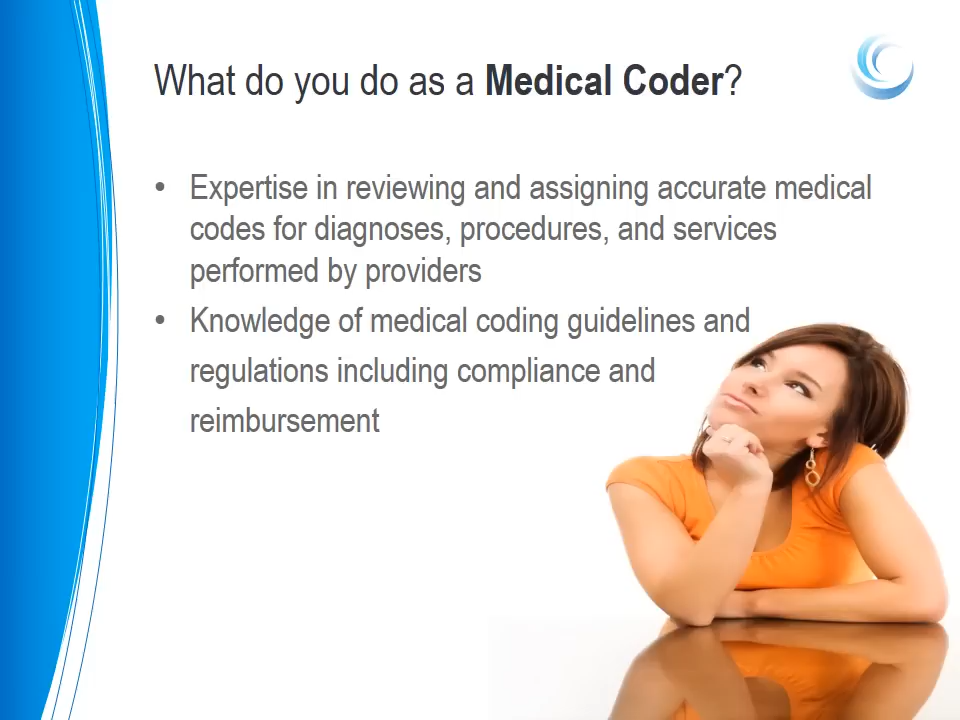 What do you do as a Medical Coder?
• Expertise in reviewing and assigning accurate medical
codes for diagnoses, procedures, and services
performed by providers
• Knowledge of medical coding guidelines and
regulations including compliance and
reimbursement